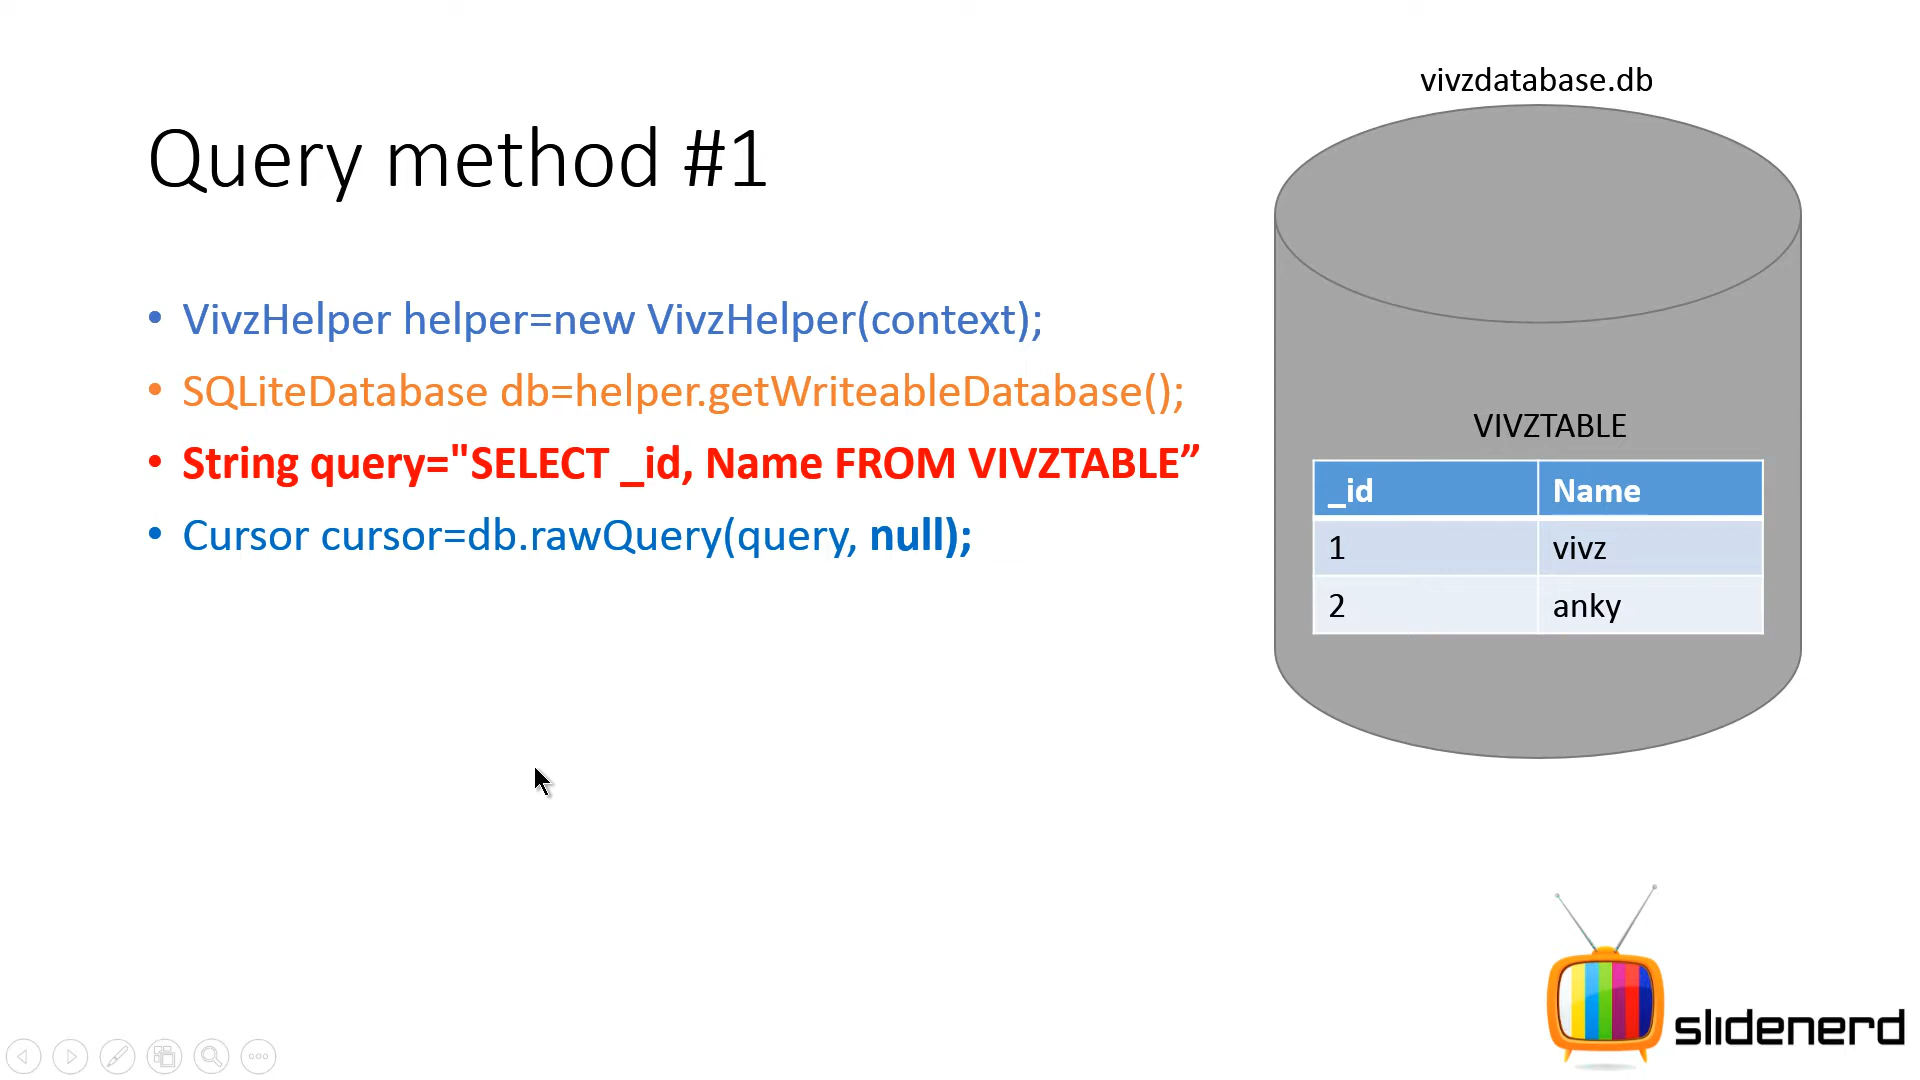 vivzdatabase.db
Query method #1
• VivzHelper helper=new VivzHelper(context);
• SQLiteDatabase db=helper.getWriteableDatabase();
• String query="SELECT _id, Name FROM VIVZTABLE”
• Cursor cursor=db.rawQuery(query, null);
VIVZTABLE
_id Name
1 vivz
2 anky
slidenerd